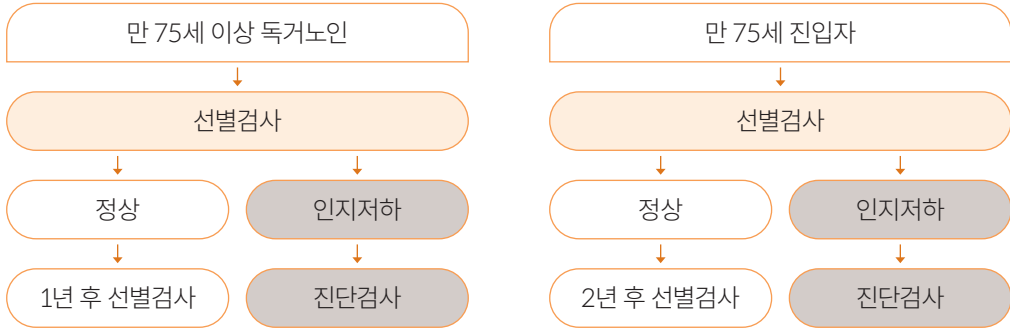 만 75세 이상 독거노인
선별검사
정상
인지저하
1년 후 선별검사
진단검사
만 75세 진입자
선별검사
정상
인지저하
2년 후 선별검사
진단검사